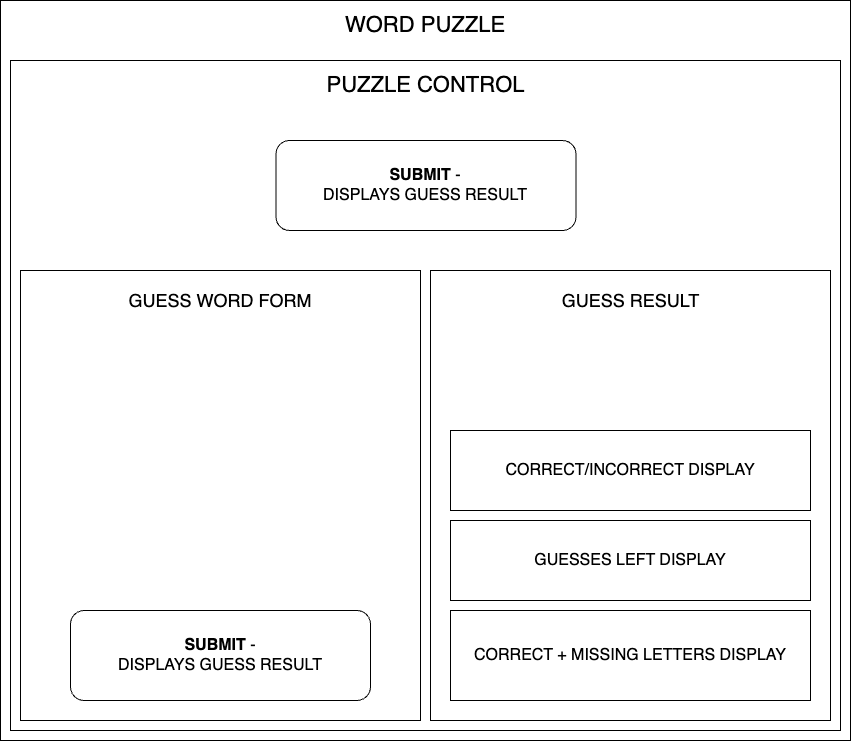 WORD PUZZLE
PUZZLE CONTROL
SUBMIT -
DISPLAYS GUESS RESULT
GUESS WORD FORM
SUBMIT -
DISPLAYS GUESS RESULT
GUESS RESULT
CORRECT/INCORRECT DISPLAY
GUESSES LEFT DISPLAY
CORRECT + MISSING LETTERS DISPLAY